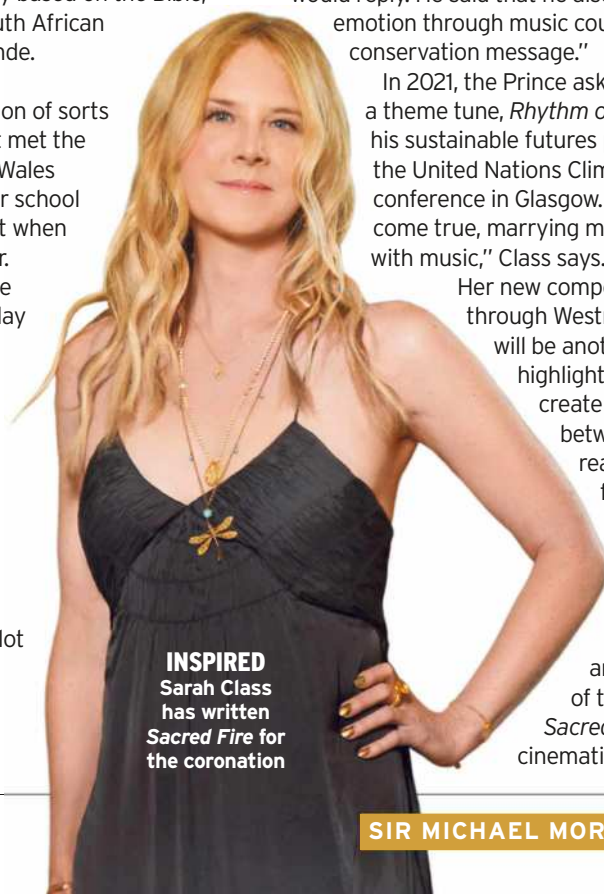 based on the Bible,
uth African
nde.
on of sorts
met the
Wales
r school
t when
r.
e
lay
lot
would reply. He said that he also
emotion through music cou
conservation message.”
In 2021, the Prince ask
a theme tune, Rhythm o
his sustainable futures
the United Nations Clim
conference in Glasgow.
come true, marrying m
with music,” Class says.
Her new compo
through Westm
will be anot
highlight
create
betw
rea
f
ar
of t
Sacred
cinemati
INSPIRED
Sarah Class
has written
Sacred Fire for
the coronation
SIR MICHAEL MOR